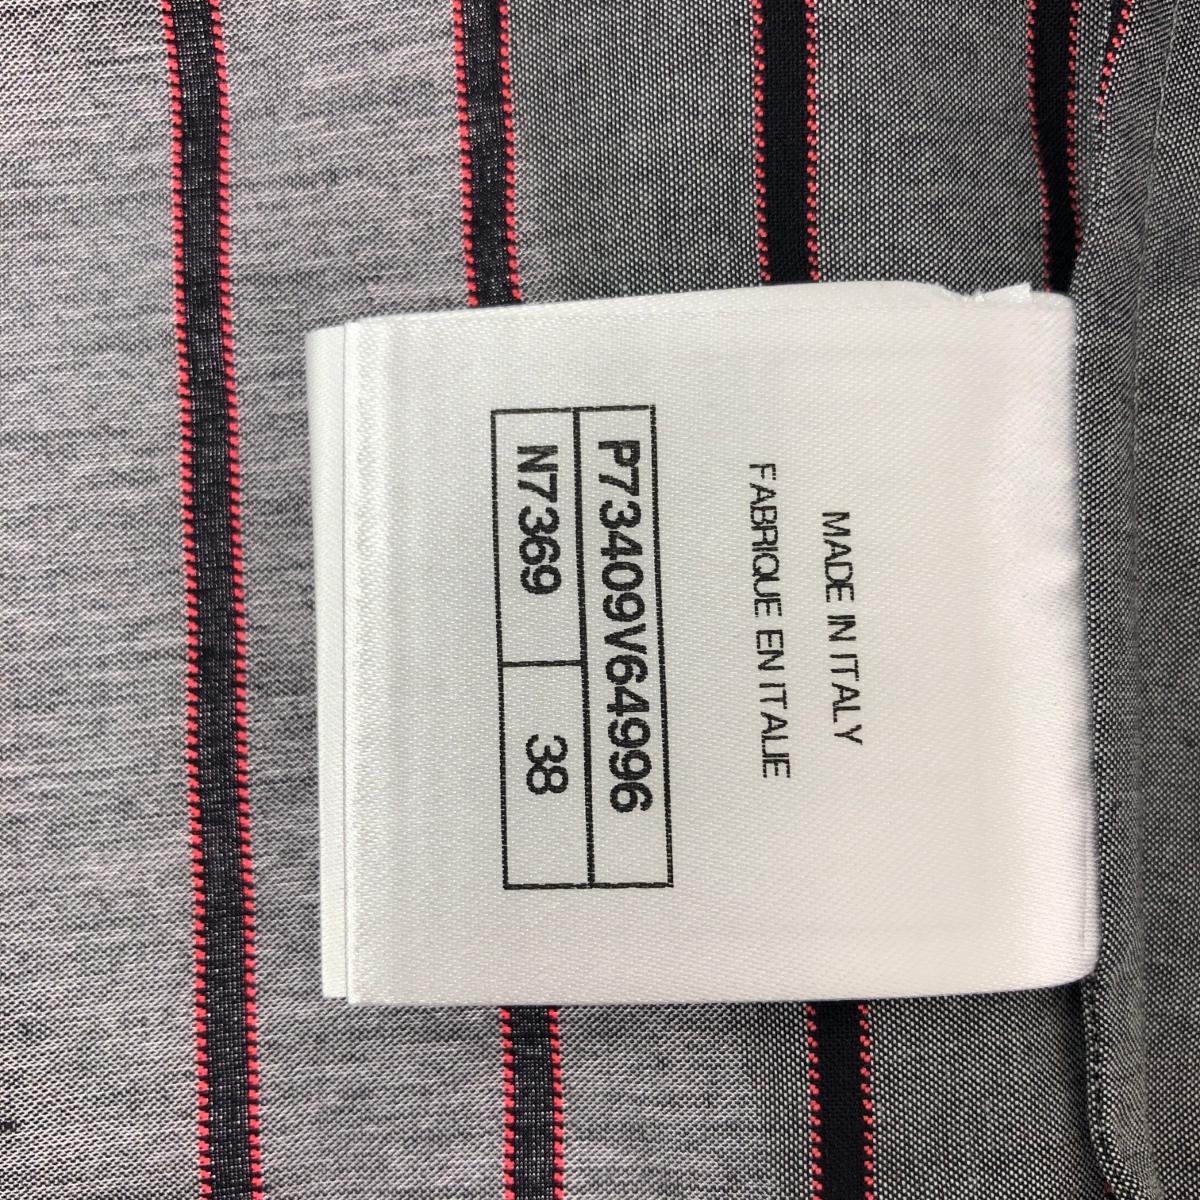 MADE IN ITALY
FABRIQUE EN ITALIE
P73409V64996
N7369 38